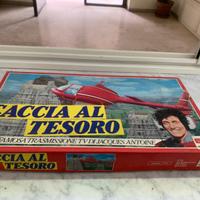 CACCIA AL
TESORO
FAMOSA TRASMISSIONE TV DI JACQUES ANTOINE
CACCIA AL
TESORO